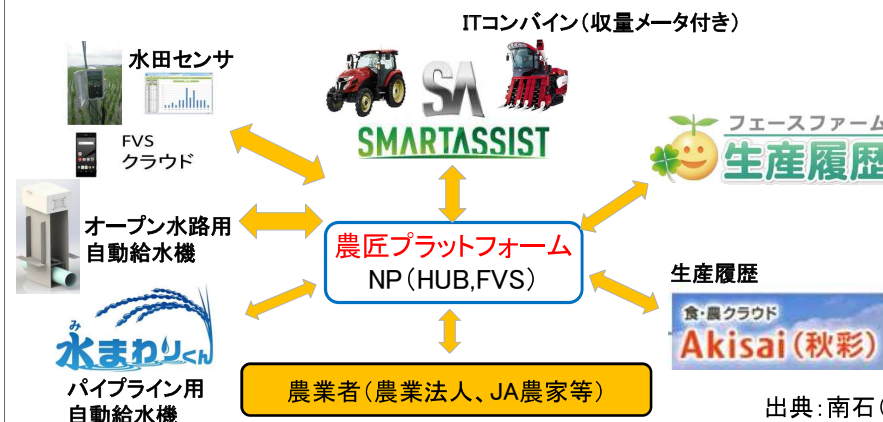 ITコンバイン(収量メータ付き)
水田センサ
SA
SMARTASSIST
FVS
クラウド
フェースファーム
生産履歴
オープン水路用
自動給水機
農匠プラットフォーム
NP(HUB,FVS)
生産履歴
食・農クラウド
Akisai(秋彩)
み
水まわりくん
パイプライン用
自動給水機
農業者(農業法人、JA農家等)
出典:南石(